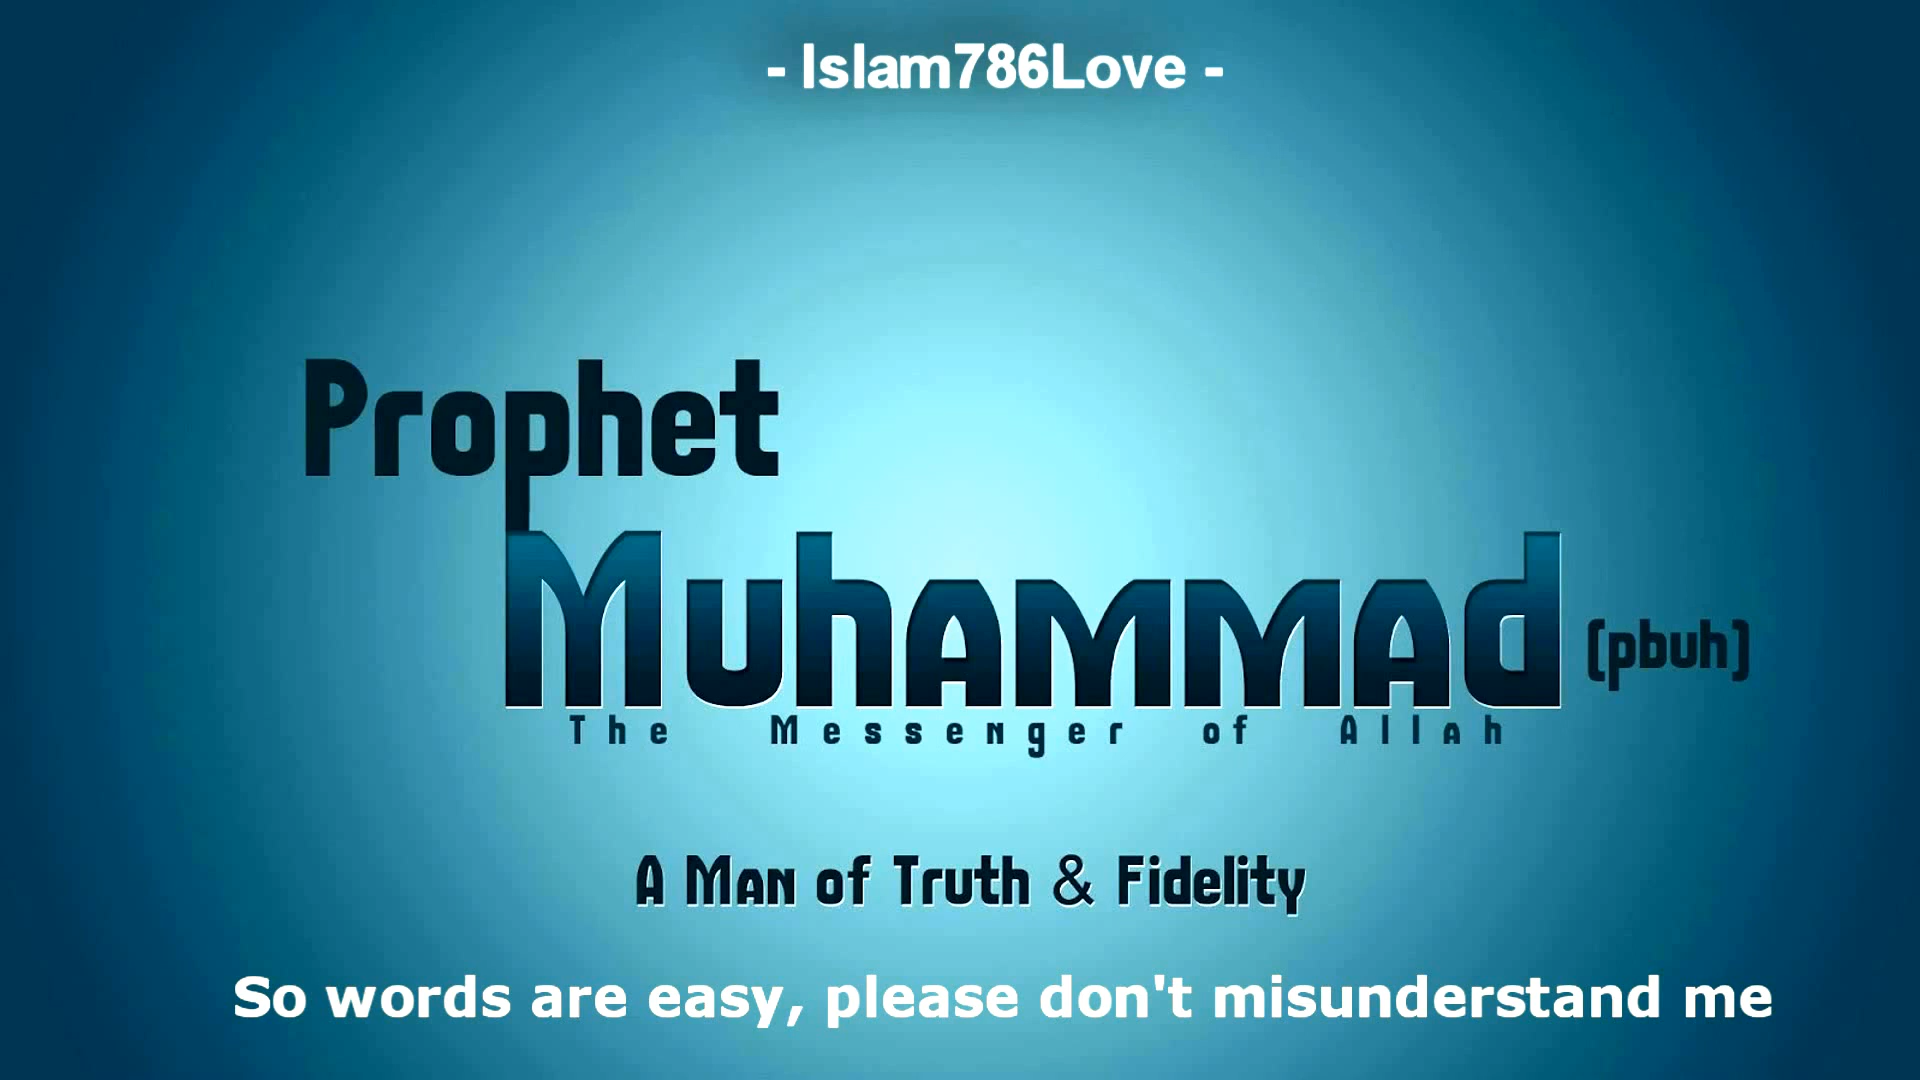 - Islam786Love -
Prophet
Muhammad (pbuh)
The Messenger of Allah
A Man of Truth & Fidelity
So words are easy, please don't misunderstand me